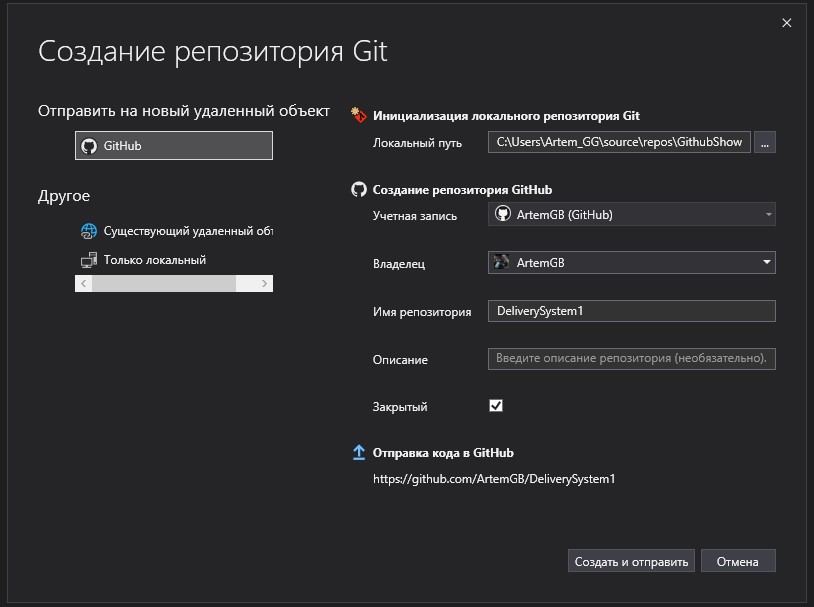 Создание репозитория Git
Отправить на новый удаленный объект
GitHub
Другое
Существующий удаленный объ
Только локальный
Инициализация локального репозитория Git
Локальный путь C:\Users\Artem_GG\source\repos\GithubShow ...
Создание репозитория GitHub
Учетная запись ArtemGB (GitHub)
Владелец ArtemGB
Имя репозитория DeliverySystem1
Описание Введите описание репозитория (необязательно).
Закрытый
Отправка кода в GitHub
https://github.com/ArtemGB/DeliverySystem1
Создать и отправить Отмена